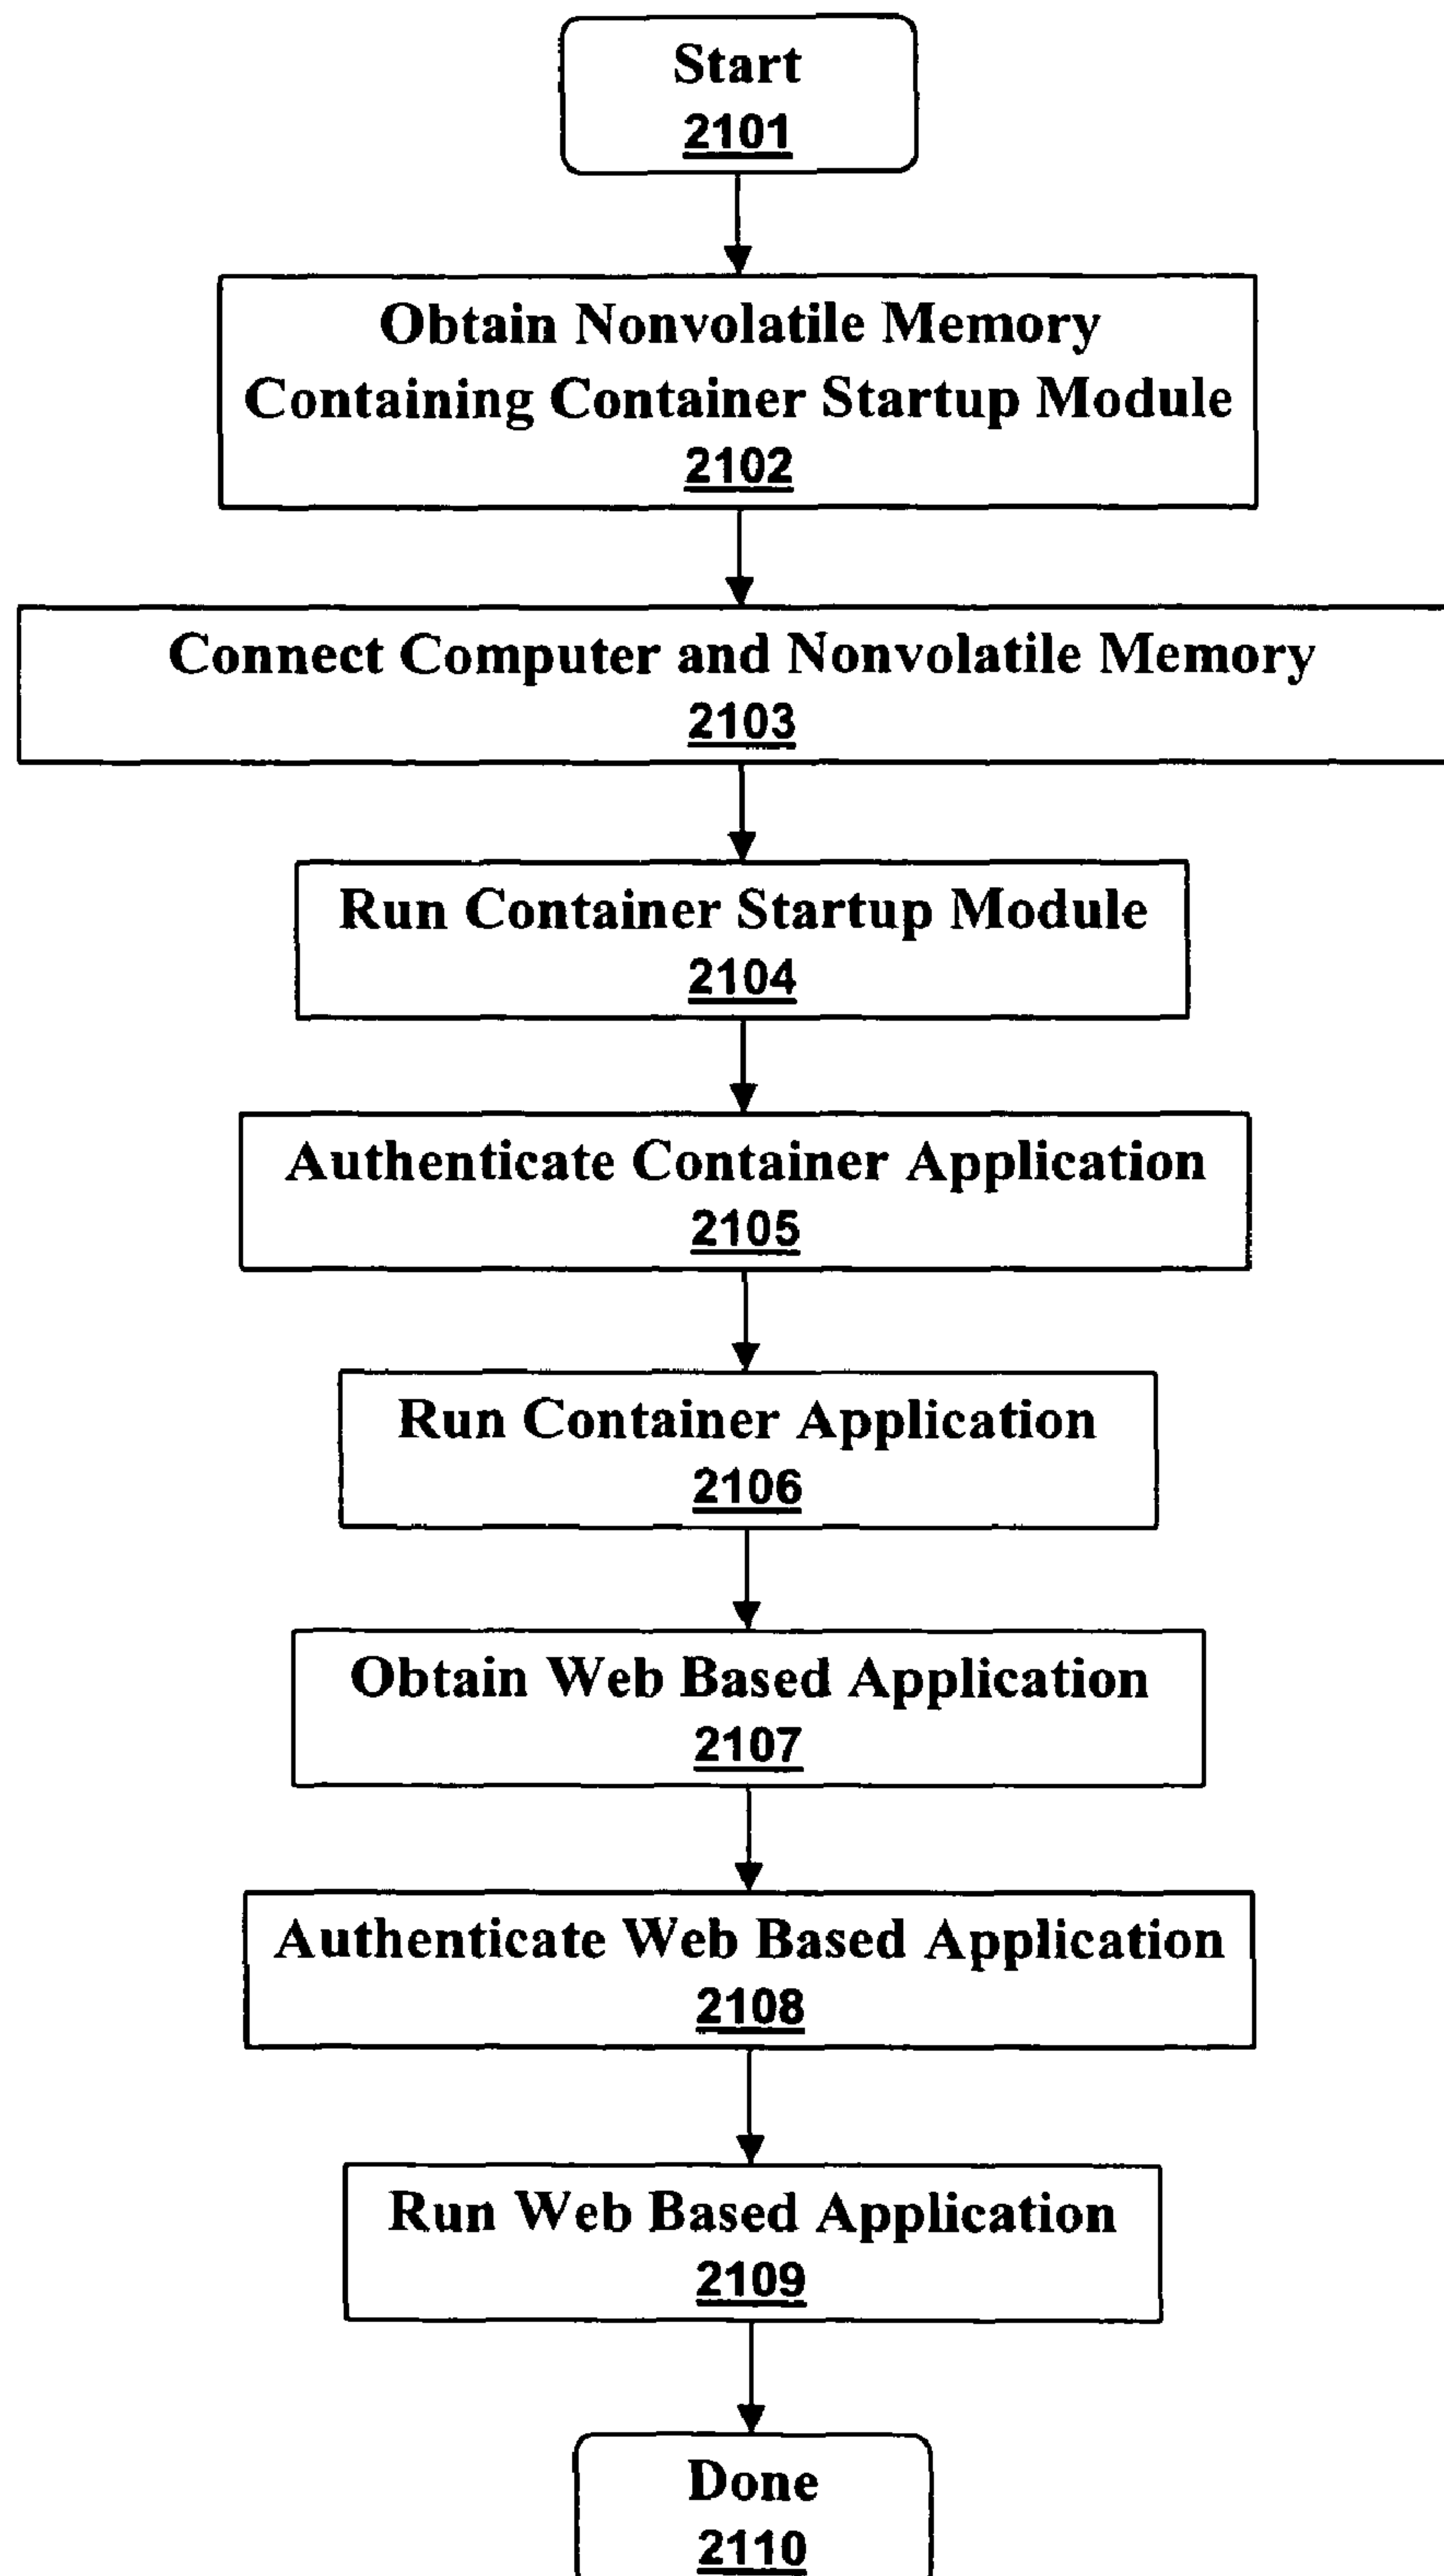 Start
2101
Obtain Nonvolatile Memory
Containing Container Startup Module
2102
Connect Computer and Nonvolatile Memory
2103
Run Container Startup Module
2104
Authenticate Container Application
2105
Run Container Application
2106
Obtain Web Based Application
2107
Authenticate Web Based Application
2108
Run Web Based Application
2109
Done
2110